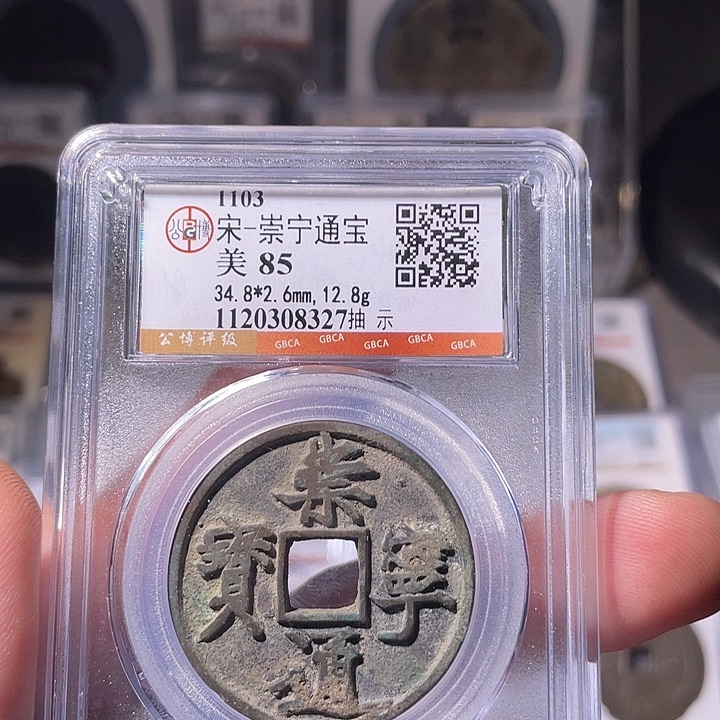 1103
公博
宋-崇宁通宝
美 85
34.8*2.6mm,12.8g
1120308327抽 示
公博评级 GBCA GBCA GBCA GBCA GBCA
崇
寶 寧
通